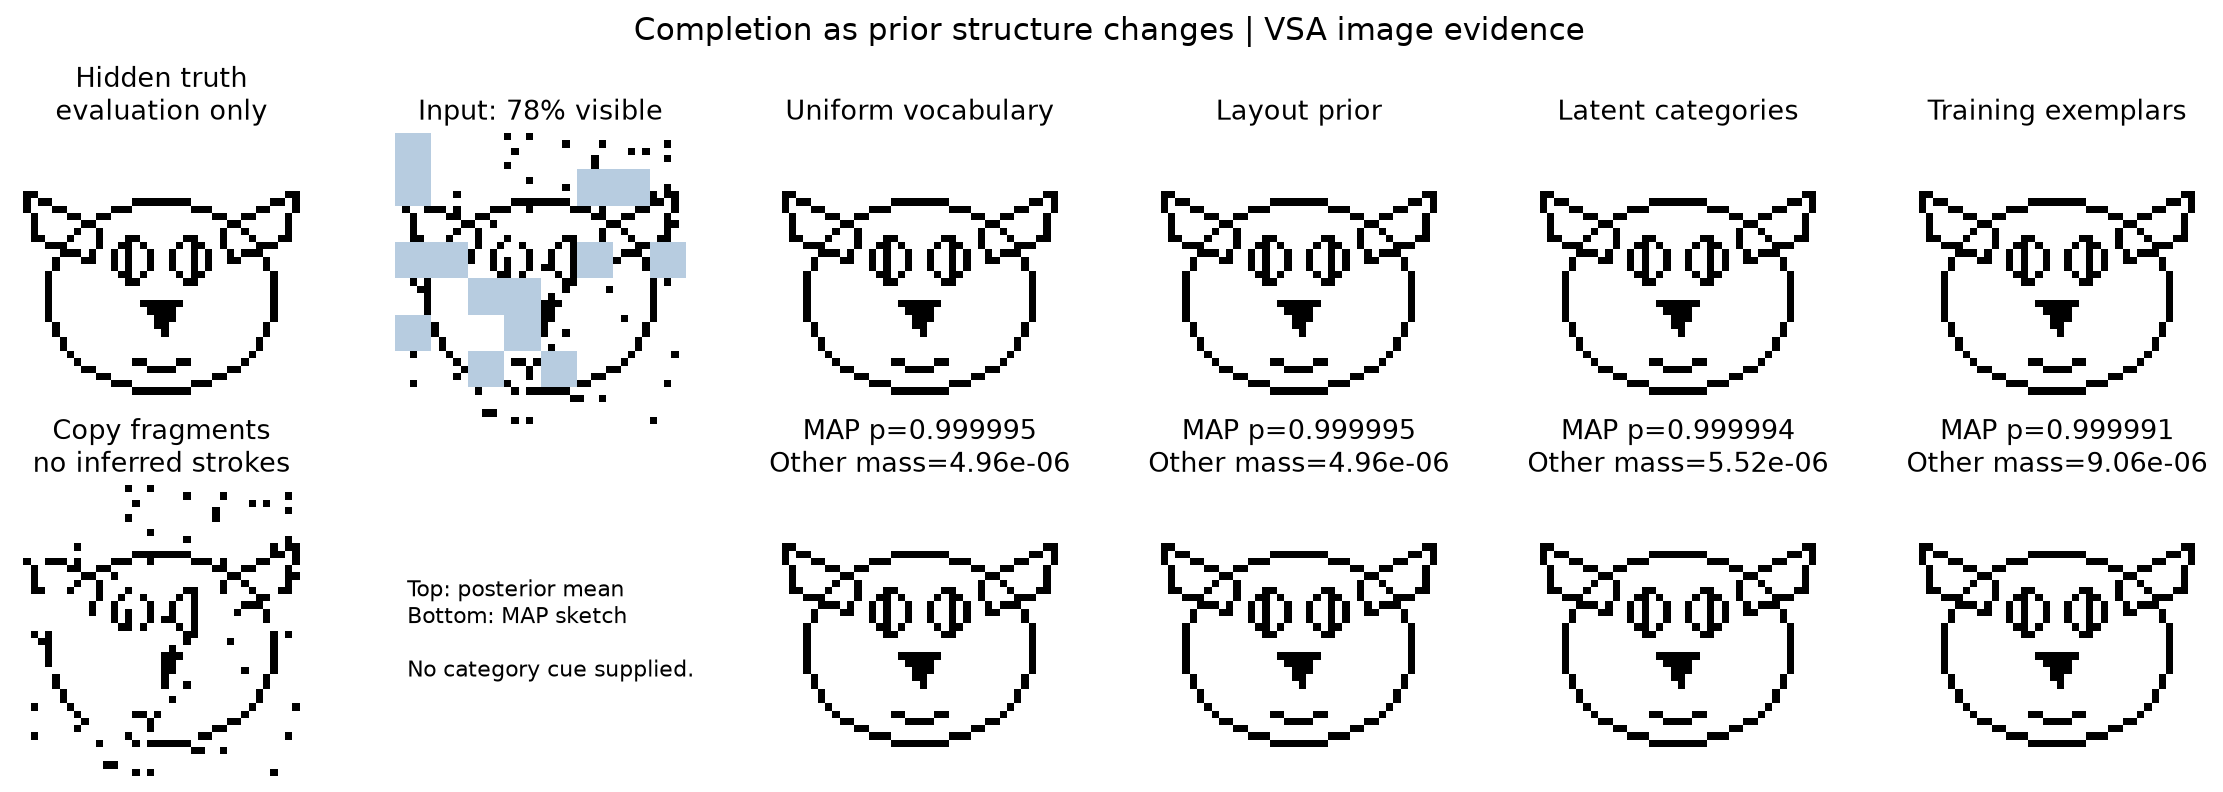 Completion as prior structure changes | VSA image evidence
Hidden truth
evaluation only
Input: 78% visible
Uniform vocabulary
Layout prior
Latent categories
Training exemplars
Copy fragments
no inferred strokes
MAP p=0.999995
Other mass=4.96e-06
MAP p=0.999995
Other mass=4.96e-06
MAP p=0.999994
Other mass=5.52e-06
MAP p=0.999991
Other mass=9.06e-06
Top: posterior mean
Bottom: MAP sketch
No category cue supplied.